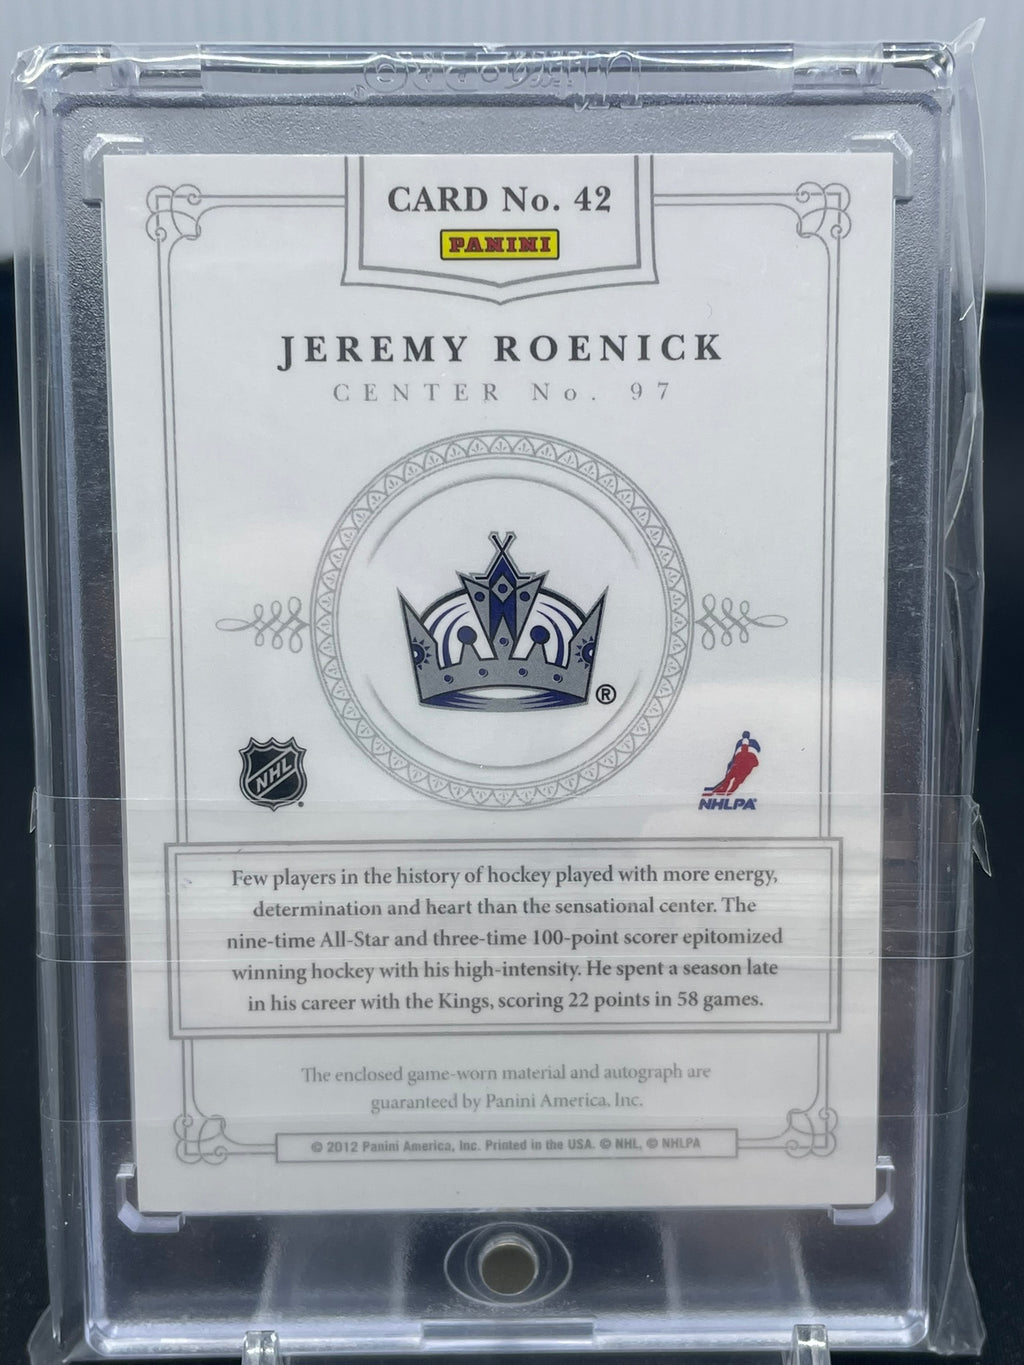 ULTRA PRO
CARD No. 42
PANINI
JEREMY ROENICK
CENTER No. 97
®
NHL
NHLPA
Few players in the history of hockey played with more energy,
determination and heart than the sensational center. The
nine-time All-Star and three-time 100-point scorer epitomized
winning hockey with his high-intensity. He spent a season late
in his career with the Kings, scoring 22 points in 58 games.
The enclosed game-worn material and autograph are
guaranteed by Panini America, Inc.
© 2012 Panini America, Inc. Printed in the USA. © NHL, © NHLPA